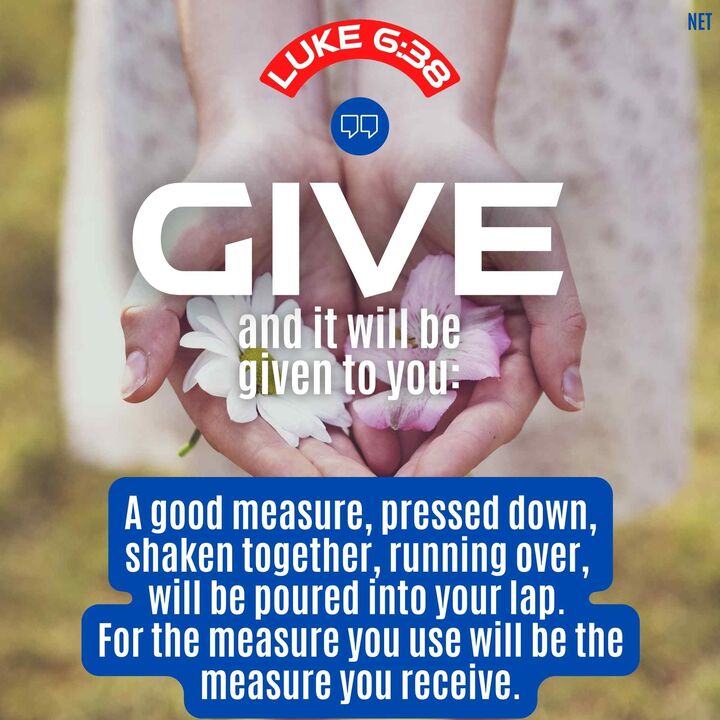 NET
LUKE 6:38
GIVE
and it will be
given to you:
A good measure, pressed down,
shaken together, running over,
will be poured into your lap.
For the measure you use will be the
measure you receive.